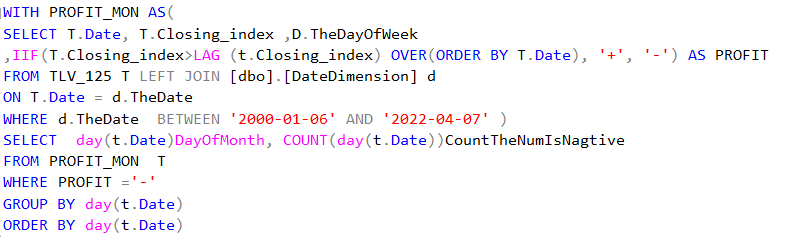 WITH PROFIT_MON AS(
SELECT T.Date, T.Closing_index ,D.TheDayOfWeek
,IIF(T.Closing_index>LAG (t.Closing_index) OVER(ORDER BY T.Date), '+', '-') AS PROFIT
FROM TLV_125 T LEFT JOIN [dbo].[DateDimension] d
ON T.Date = d.TheDate
WHERE d.TheDate  BETWEEN '2000-01-06' AND '2022-04-07' )
SELECT  day(t.Date)DayOfMonth, COUNT(day(t.Date))CountTheNumIsNagtive
FROM PROFIT_MON  T
WHERE PROFIT ='-'
GROUP BY day(t.Date)
ORDER BY day(t.Date)